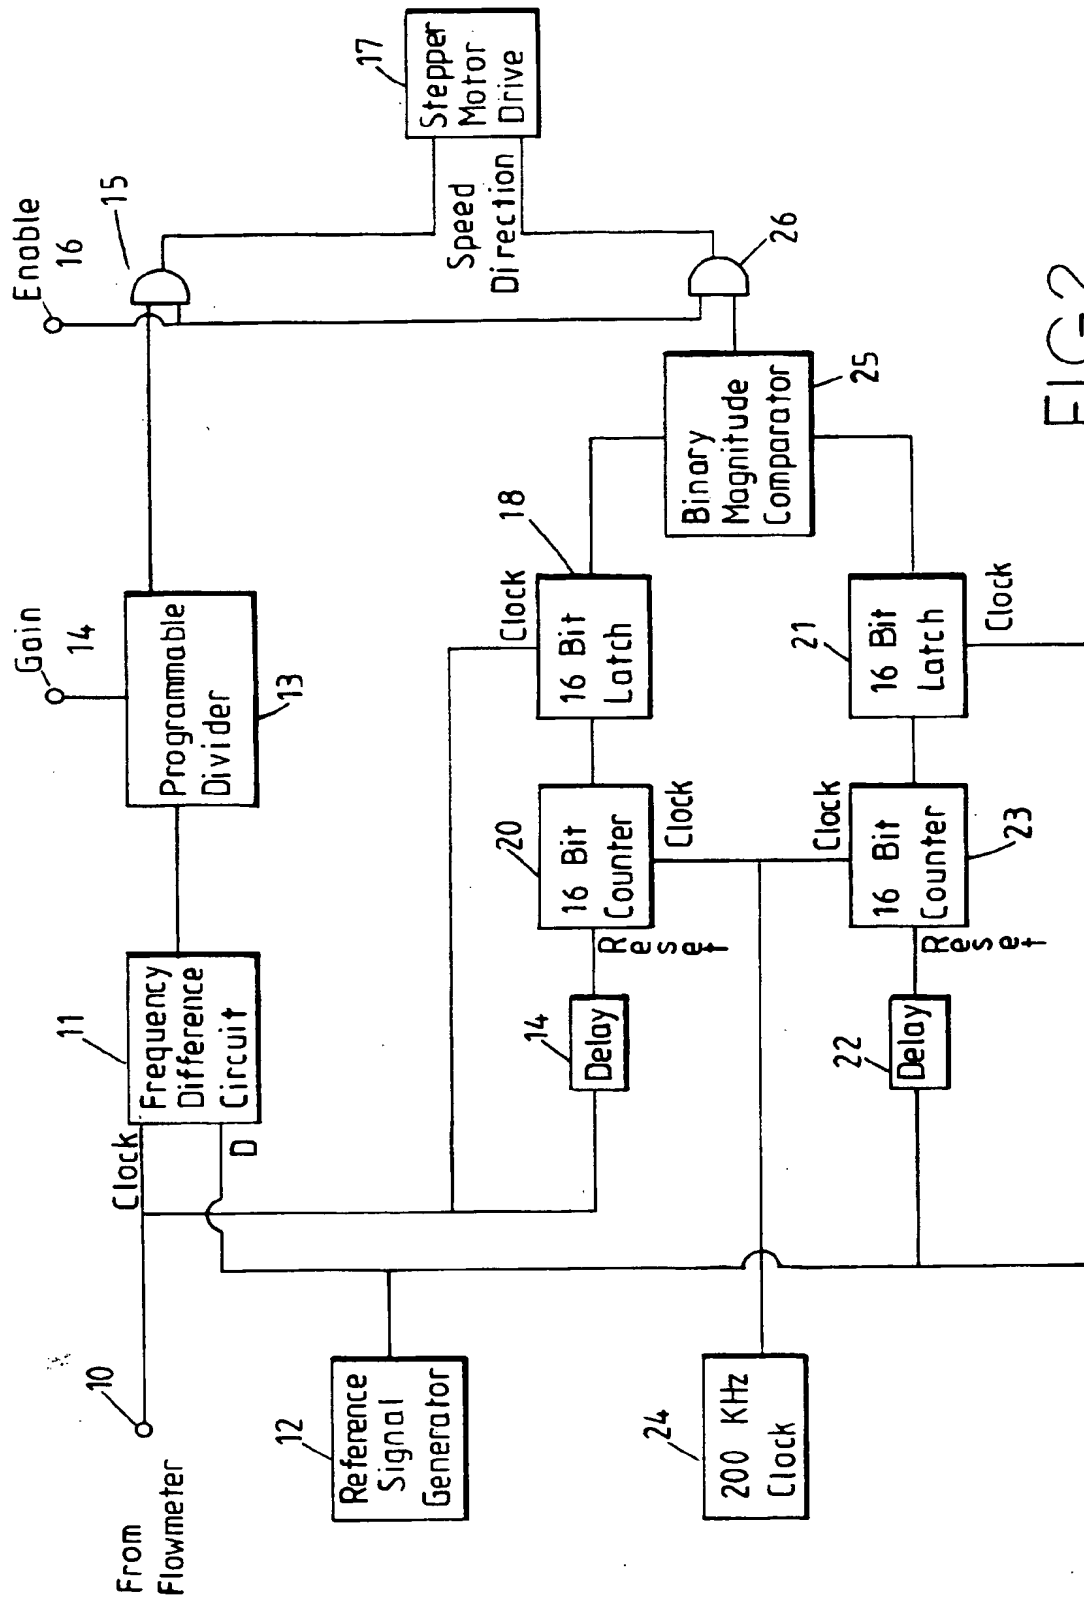 From
Flowmeter
10
Clock
D
11
Frequency
Difference
Circuit
Gain
14
Programmable
Divider
13
Enable
16
15
17
Stepper
Motor
Drive
Speed
Direction
12
Reference
Signal
Generator
14
Delay
Reset
20
16 Bit
Counter
Clock
Clock
18
16 Bit
Latch
Binary
Magnitude
Comparator
25
26
24
200 KHz
Clock
22
Delay
Reset
Clock
16 Bit
Counter
23
21
16 Bit
Latch
Clock
FIG 2